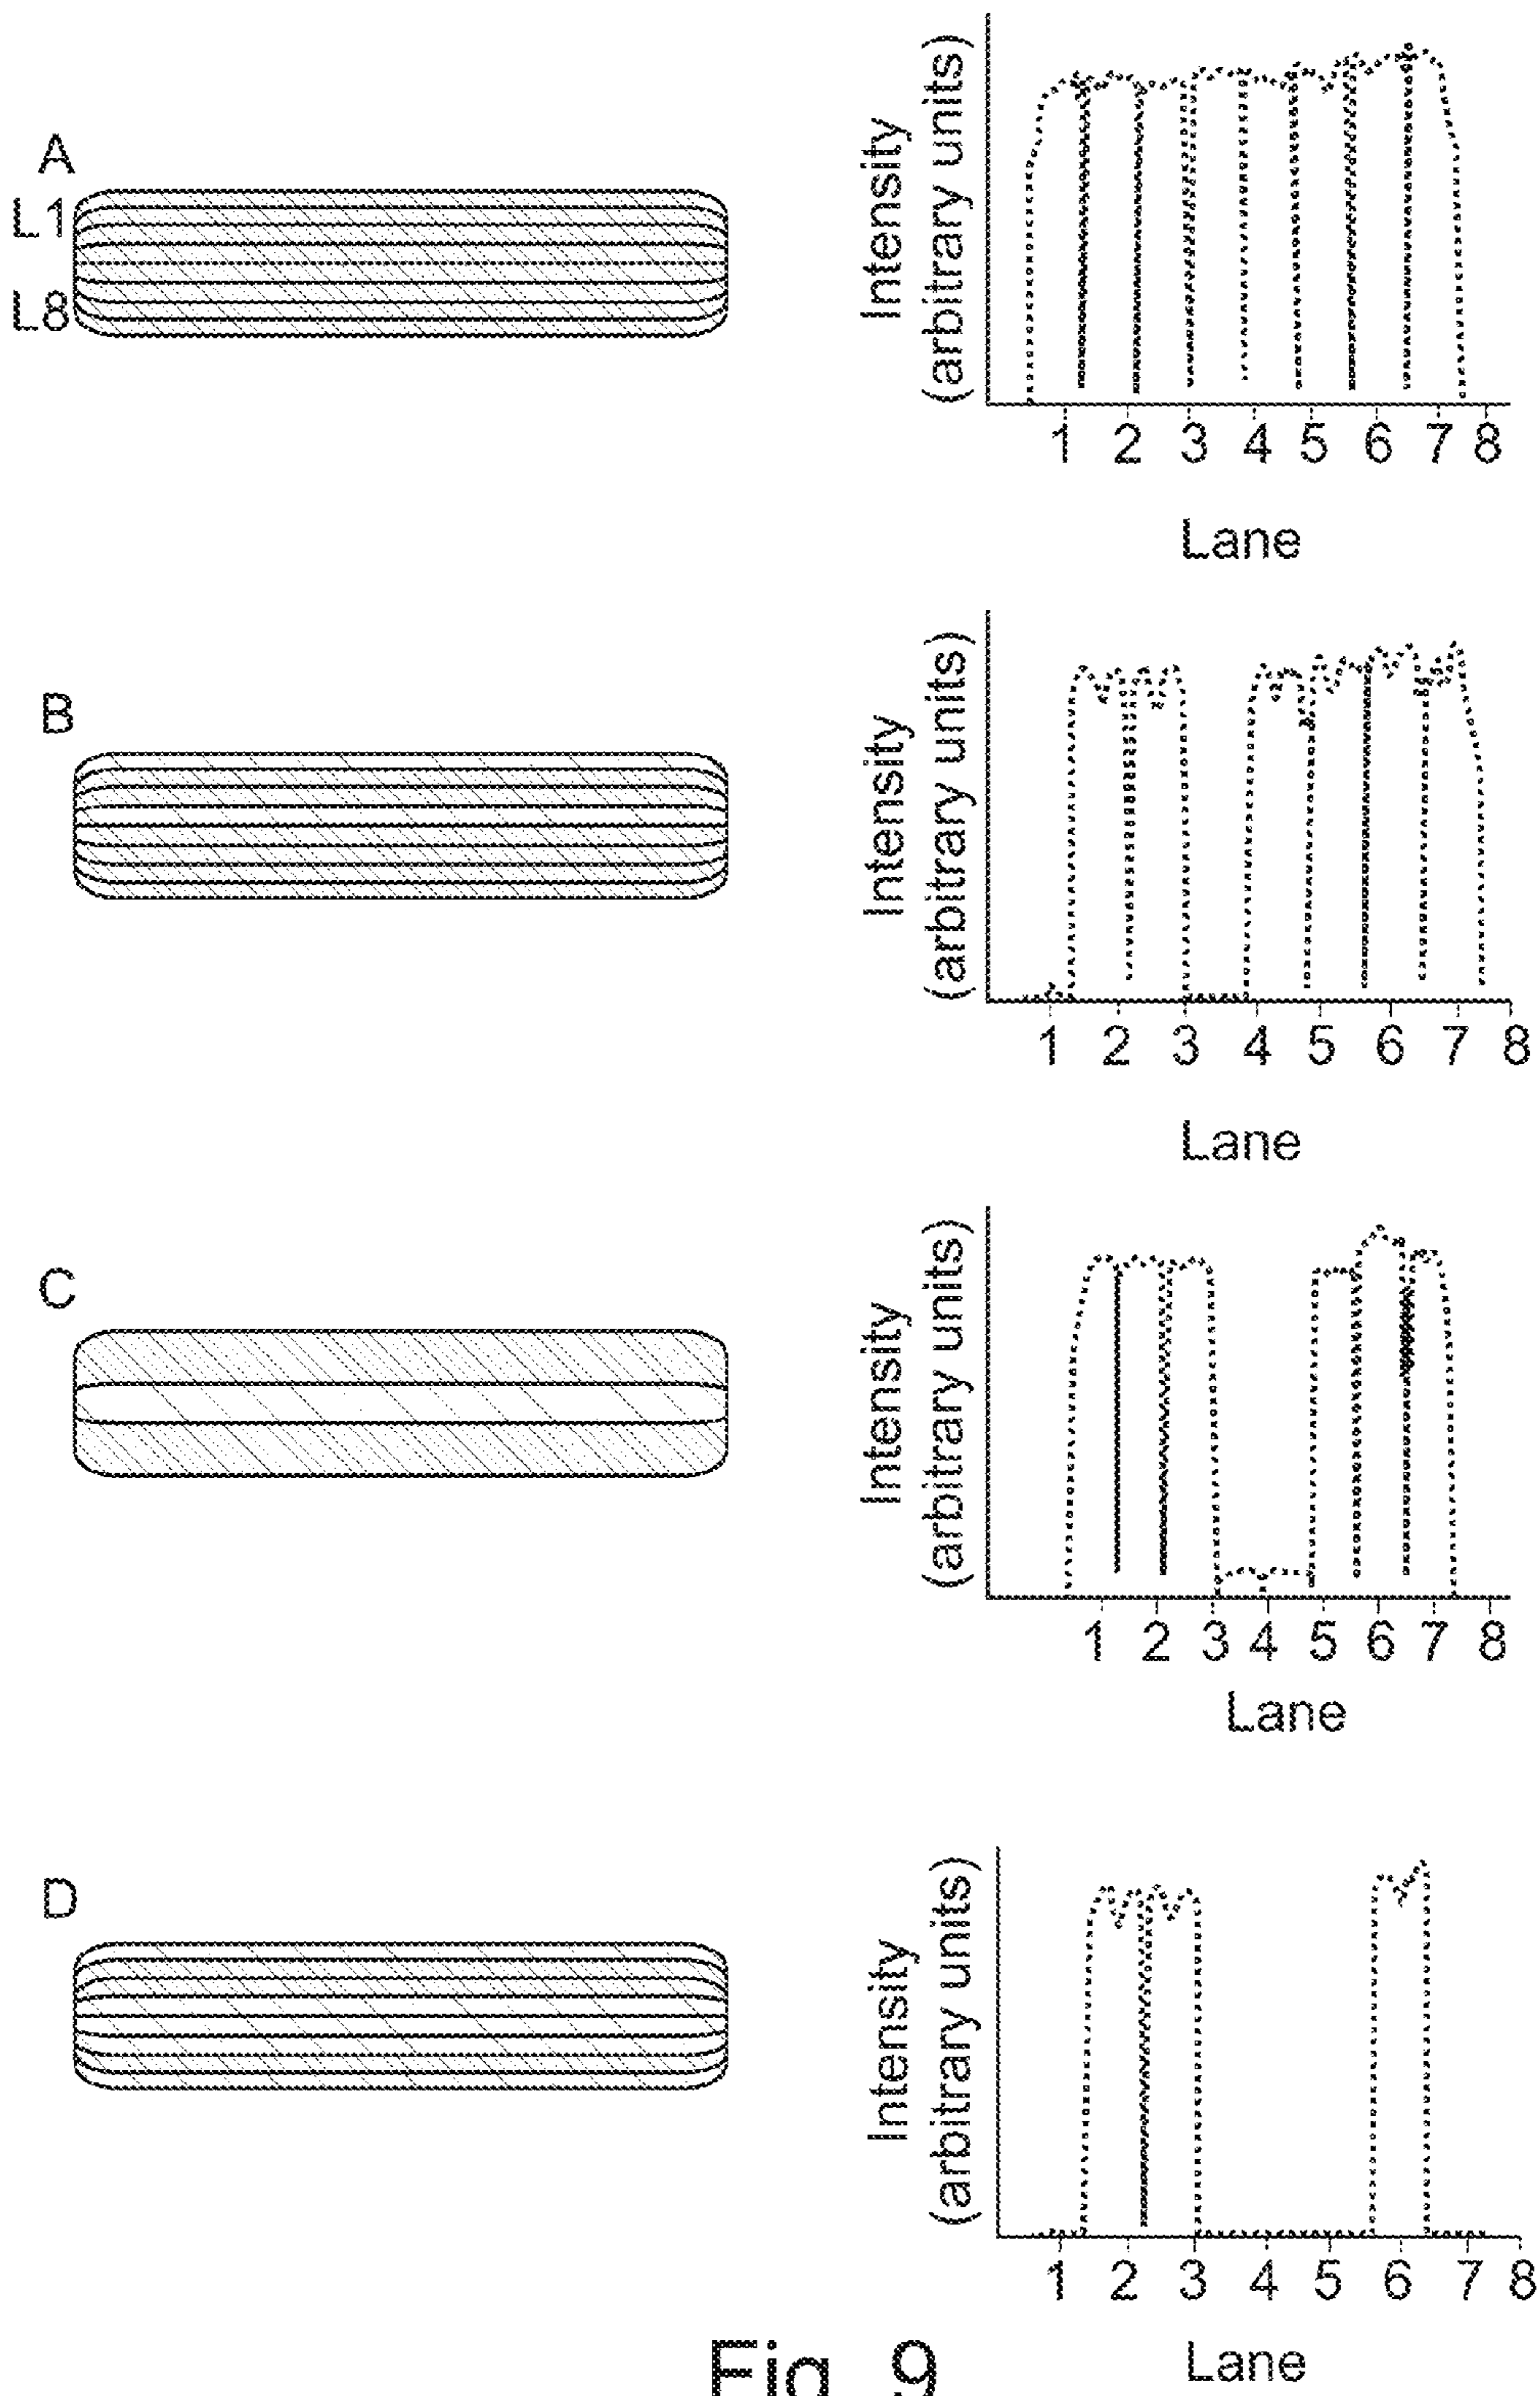 A
L1
L8
Intensity
(arbitrary units)
1 2 3 4 5 6 7 8
Lane
B
Intensity
(arbitrary units)
1 2 3 4 5 6 7 8
Lane
C
Intensity
(arbitrary units)
1 2 3 4 5 6 7 8
Lane
D
Intensity
(arbitrary units)
1 2 3 4 5 6 7 8
Lane
Fig. 9